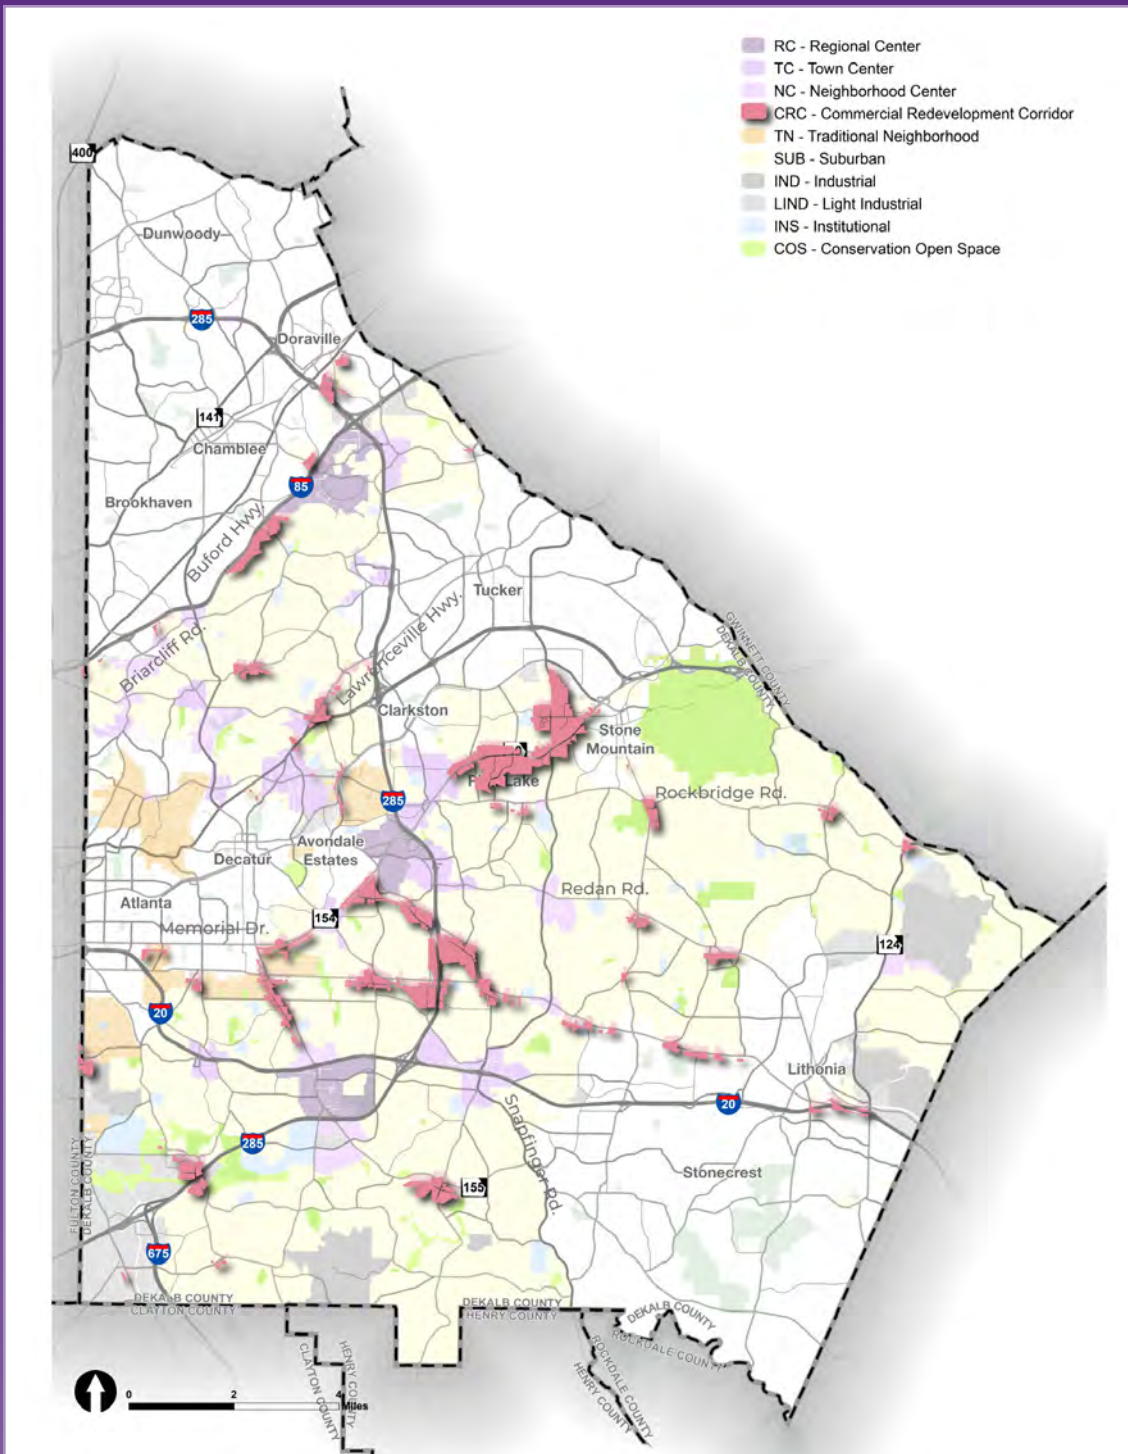 RC - Regional Center
TC - Town Center
NC - Neighborhood Center
CRC - Commercial Redevelopment Corridor
TN - Traditional Neighborhood
SUB - Suburban
IND - Industrial
LIND - Light Industrial
INS - Institutional
COS - Conservation Open Space
400
Dunwoody
285
Doraville
141
Chamblee
85
Brookhaven
Buford Hwy.
Tucker
Lawrenceville Hwy.
Briarcliff Rd.
GWINNETT COUNTY
DEKALB COUNTY
Clarkston
Stone
Mountain
Lake
285
Rockbridge Rd.
Avondale
Estates
Decatur
Redan Rd.
Atlanta
154
Memorial Dr.
124
20
Lithonia
20
Snapfinger Rd.
285
Stonecrest
155
FULTON COUNTY
DEKALB COUNTY
675
DEKALB COUNTY
CLAYTON COUNTY
DEKALB COUNTY
HENRY COUNTY
DEKALB COUNTY
ROCKDALE COUNTY
CLAYTON COUNTY
HENRY COUNTY
ROCKDALE COUNTY
HENRY COUNTY
0 2 4
Miles